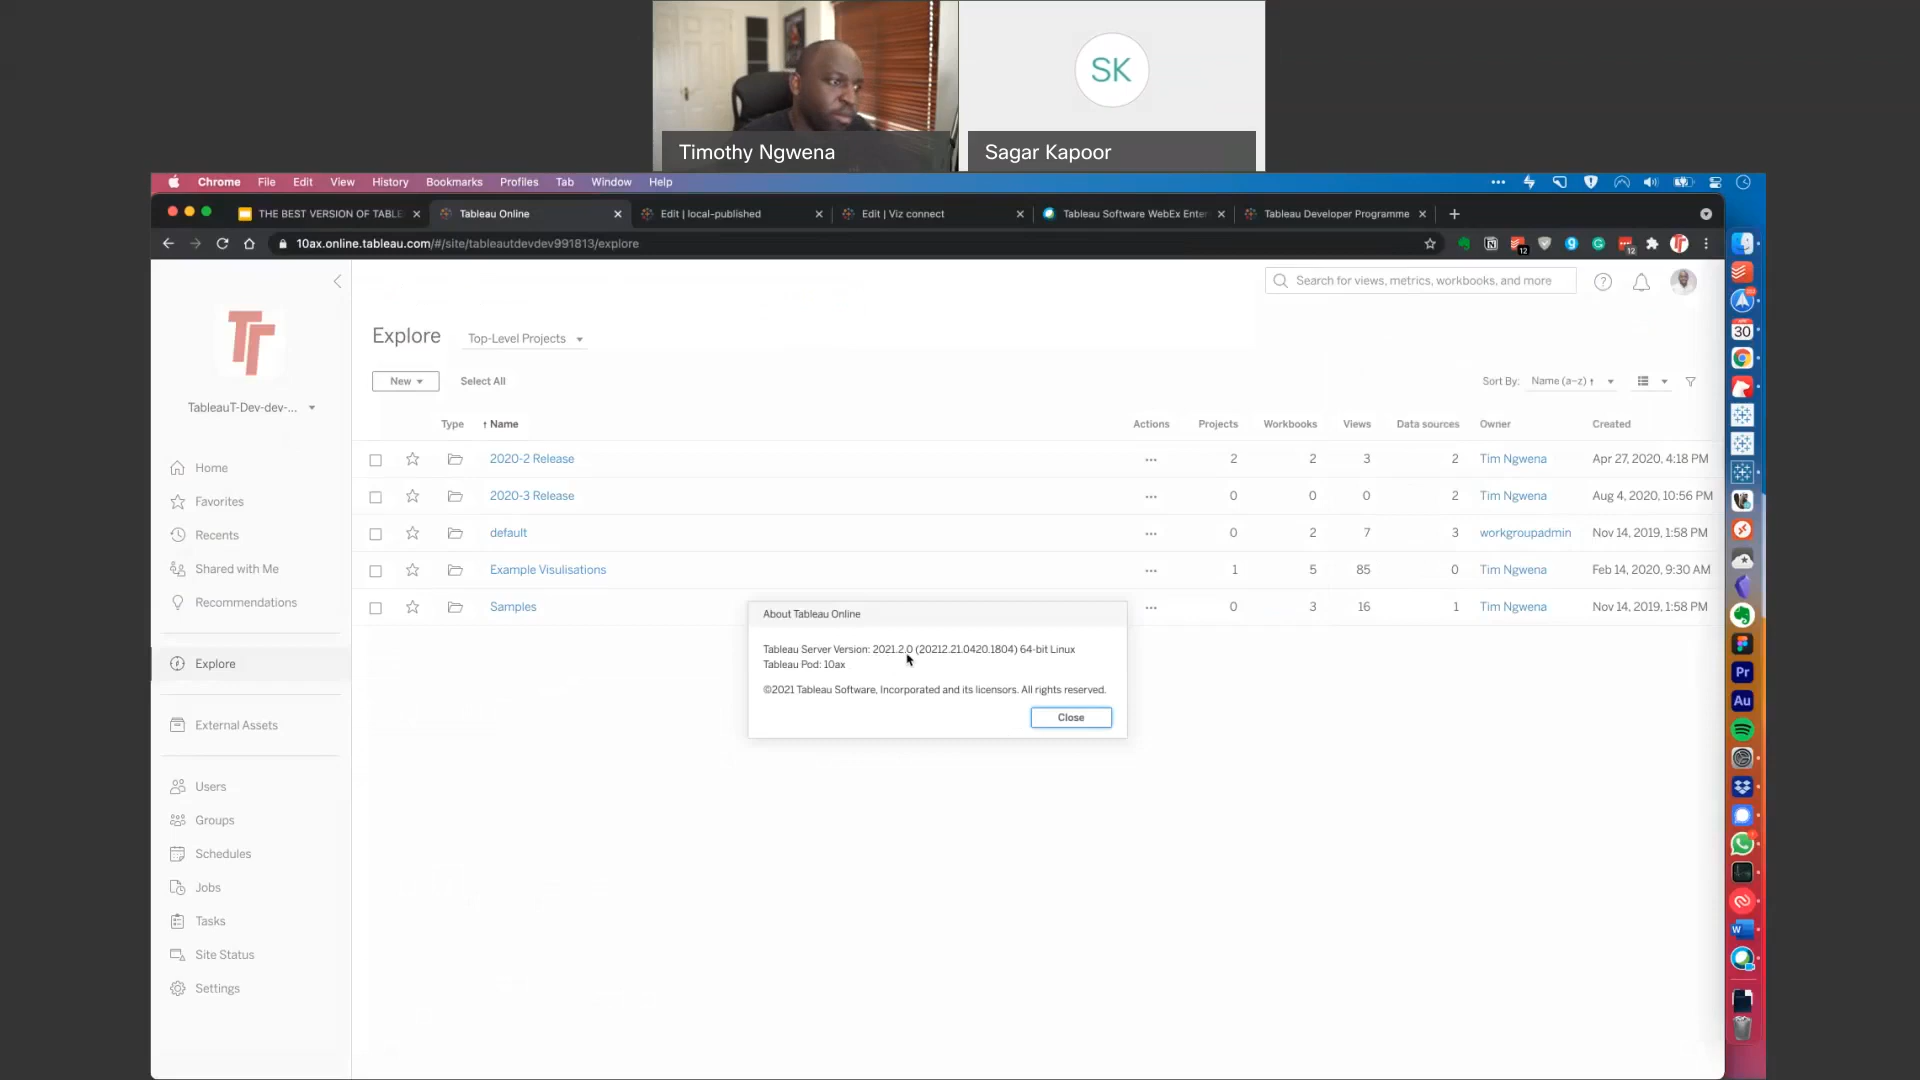 SK
Timothy Ngwena
Sagar Kapoor
Chrome File Edit View History Bookmarks Profiles Tab Window Help
THE BEST VERSION OF TABLE
Tableau Online
Edit | local-published
Edit | Viz connect
Tableau Software WebEx Enter
Tableau Developer Programme
10ax.online.tableau.com/#/site/tableautdevdev991813/explore
12
12
Search for views, metrics, workbooks, and more
TT
TableauT-Dev-dev-...
Home
Favorites
Recents
Shared with Me
Recommendations
Explore
External Assets
Users
Groups
Schedules
Jobs
Tasks
Site Status
Settings
Explore Top-Level Projects
New Select All
Sort By: Name (a–z) ↑
Type ↑ Name Actions Projects Workbooks Views Data sources Owner Created
2020-2 Release ... 2 2 3 2 Tim Ngwena Apr 27, 2020, 4:18 PM
2020-3 Release ... 0 0 0 2 Tim Ngwena Aug 4, 2020, 10:56 PM
default ... 0 2 7 3 workgroupadmin Nov 14, 2019, 1:58 PM
Example Visulisations ... 1 5 85 0 Tim Ngwena Feb 14, 2020, 9:30 AM
Samples ... 0 3 16 1 Tim Ngwena Nov 14, 2019, 1:58 PM
About Tableau Online
Tableau Server Version: 2021.2.0 (20212.21.0420.1804) 64-bit Linux
Tableau Pod: 10ax
©2021 Tableau Software, Incorporated and its licensors. All rights reserved.
Close
30
Pr
Au
W